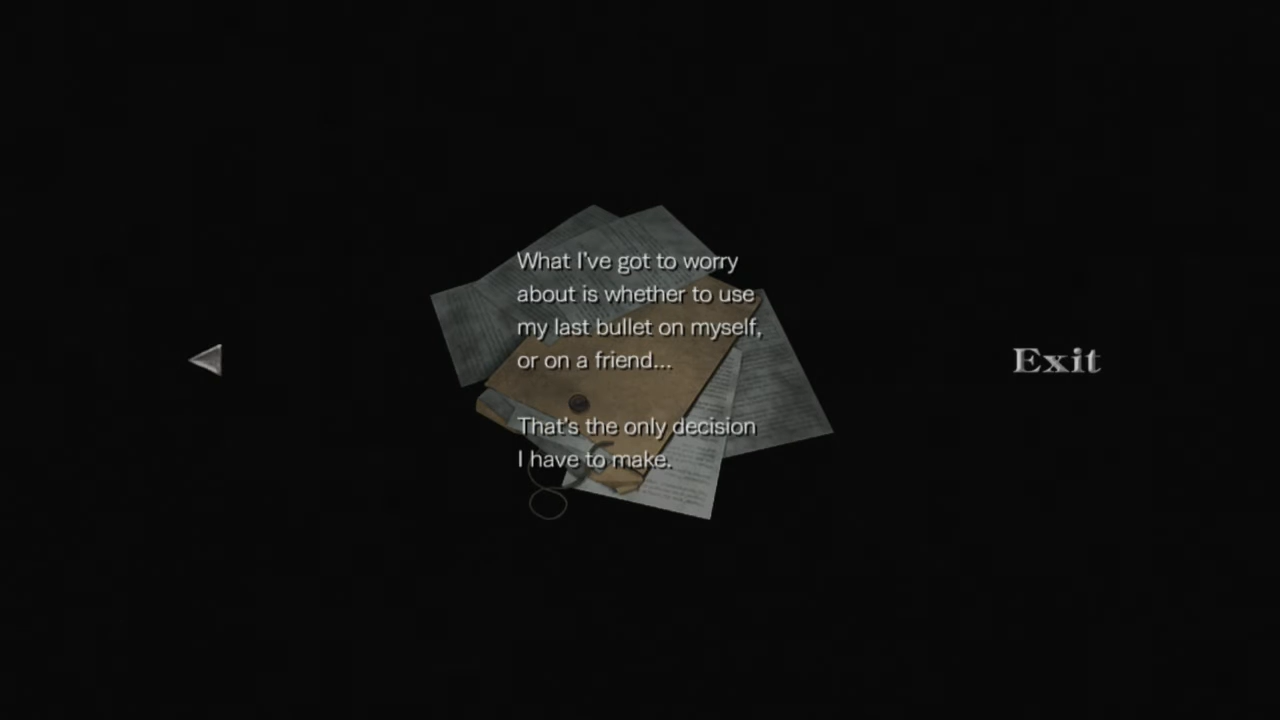 What I've got to worry
about is whether to use
my last bullet on myself,
or on a friend...
That's the only decision
I have to make.
Exit